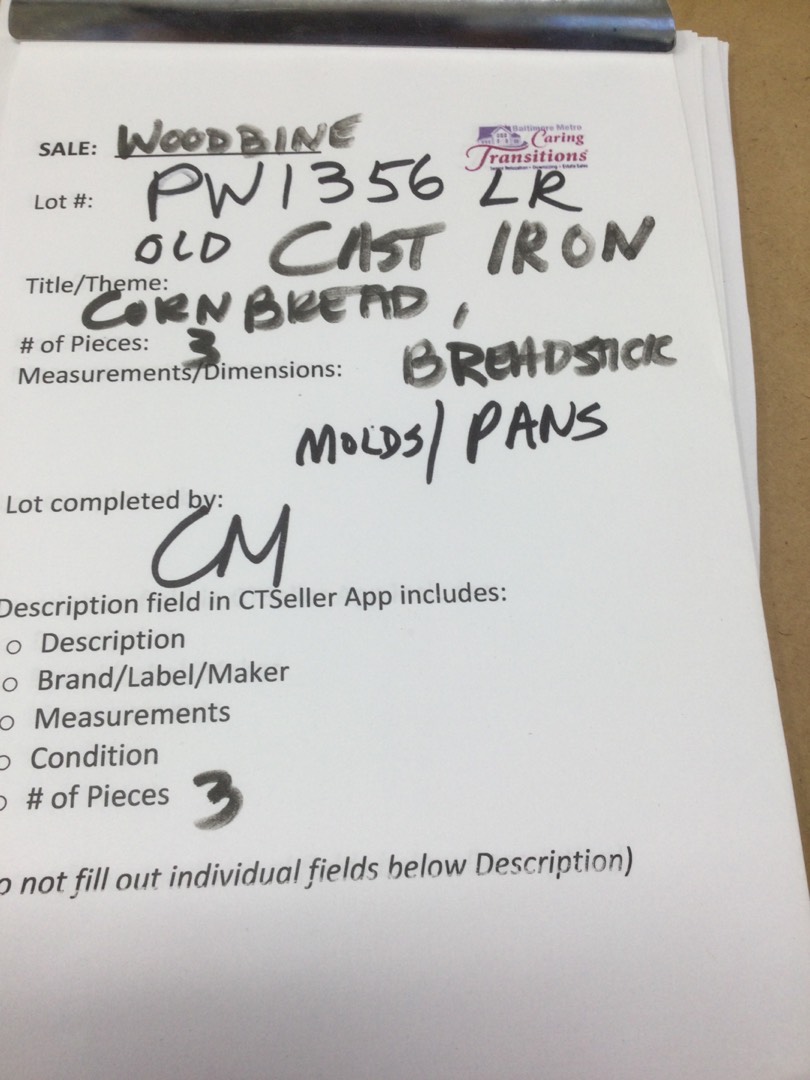 SALE: WOODBINE
Baltimore Metro
Caring
Transitions
Lot #: PW1356 LR
OLD CAST IRON
Title/Theme:
CORNBREAD,
# of Pieces: 3
Measurements/Dimensions: BREADSTICK
MOLDS/PANS
Lot completed by:
CM
Description field in CTSeller App includes:
o Description
o Brand/Label/Maker
o Measurements
o Condition
o # of Pieces 3
o not fill out individual fields below Description)